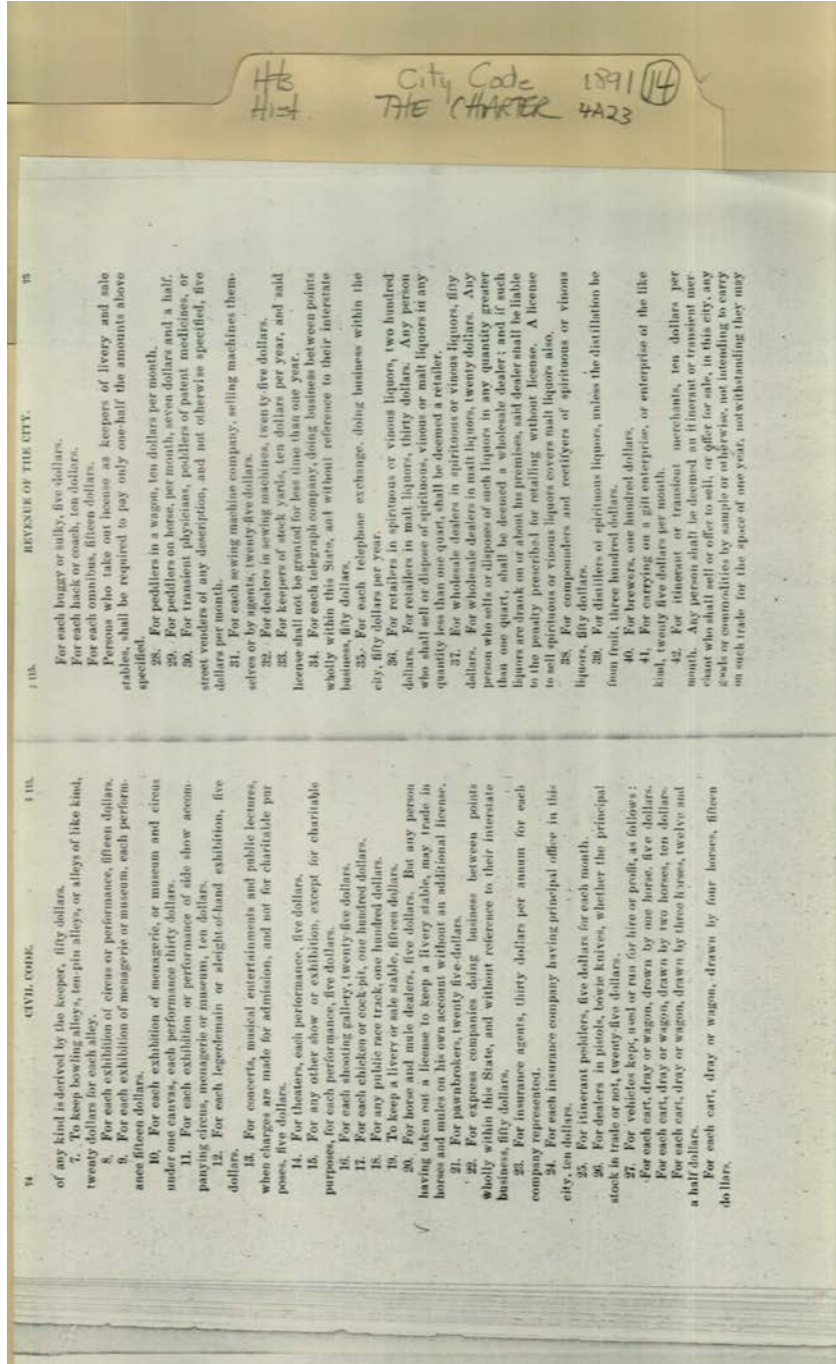 Hts City Code 1891 14
Hist. THE CHARTER 4A23
74 CIVIL CODE. § 115.
of any kind is derived by the keeper, fifty dollars.
7. To keep bowling alleys, ten-pin alleys, or alleys of like kind,
twenty dollars for each alley.
8. For each exhibition of circus or performance, fifteen dollars.
9. For each exhibition of menagerie or museum, each perform-
ance fifteen dollars.
10. For each exhibition of menagerie, or museum and circus
under one canvas, each performance thirty dollars.
11. For each exhibition or performance of side show accom-
panying circus, menagerie or museum, ten dollars.
12. For each legerdemain or sleight-of-hand exhibition, five
dollars.
13. For concerts, musical entertainments and public lectures,
when charges are made for admission, and not for charitable pur
poses, five dollars.
14. For theaters, each performance, five dollars.
15. For any other show or exhibition, except for charitable
purposes, for each performance, five dollars.
16. For each shooting gallery, twenty five dollars.
17. For each chicken or cock-pit, one hundred dollars.
18. For any public race track, one hundred dollars.
19. To keep a livery or sale stable, fifteen dollars.
20. For horse and mule dealers, five dollars. But any person
having taken out a license to keep a livery stable, may trade in
horses and mules on his own account without an additional license.
21. For pawnbrokers, twenty five-dollars.
22. For express companies doing business between points
wholly within this State, and without reference to their interstate
business, fifty dollars.
23. For insurance agents, thirty dollars per annum for each
company represented.
24. For each insurance company having principal office in this
city, ten dollars.
25. For itinerant peddlers, five dollars for each month.
26. For dealers in pistols, bowie knives, whether the principal
stock in trade or not, twenty five dollars.
27. For vehicles kept, used or run for hire or profit, as follows:
For each cart, dray or wagon, drown by one horse, five dollars.
For each cart, dray or wagon, drawn by two horses, ten dollars.
For each cart, dray or wagon, drawn by three horses, twelve and
a half dollars.
For each cart, dray or wagon, drawn by four horses, fifteen
dollars.
§ 115. REVENUE OF THE CITY. 75
For each buggy or sulky, five dollars.
For each hack or coach, ten dollars.
For each omnibus, fifteen dollars.
Persons who take out license as keepers of livery and sale
stables, shall be required to pay only one-half the amounts above
specified.
28. For peddlers in a wagon, ten dollars per month.
29. For peddlers on horse, per month, seven dollars and a half.
30. For transient physicians, peddlers of patent medicines, or
street venders of any description, and not otherwise specified, five
dollars per month.
31. For each sewing machine company, selling machines them-
selves or by agents, twenty-five dollars.
32. For dealers in sewing machines, twenty-five dollars.
33. For keepers of stock yards, ten dollars per year, and said
license shall not be granted for less time than one year.
34. For each telegraph company, doing business between points
wholly within this State, and without reference to their interstate
business, fifty dollars.
35. For each telephone exchange, doing business within the
city, fifty dollars per year.
36. For retailers in spirituous or vinous liquors, two hundred
dollars. For retailers in malt liquors, thirty dollars. Any person
who shall sell or dispose of spirituous, vinous or malt liquors in any
quantity less than one quart, shall be deemed a retailer.
37. For wholesale dealers in spirituous or vinous liquors, fifty
dollars. For wholesale dealers in malt liquors, twenty dollars. Any
person who sells or disposes of such liquors in any quantity greater
than one quart, shall be deemed a wholesale dealer; and if such
liquors are drank on or about his premises, said dealer shall be liable
to the penalty prescribed for retailing without license. A license
to sell spirituous or vinous liquors covers malt liquors also.
38. For compounders and rectifyers of spirituous or vinous
liquors, fifty dollars.
39. For distillers of spirituous liquors, unless the distillation be
from fruit, three hundred dollars.
40. For brewers, one hundred dollars.
41. For carrying on a gift enterprise, or enterprise of the like
kind, twenty five dollars per month.
42. For itinerant or transient merchants, ten dollars per
month. Any person shall be deemed an itinerant or transient mer-
chant who shall sell or offer to sell, or offer for sale, in this city, any
goods or commodities by sample or otherwise, not intending to carry
on such trade for the space of one year, notwithstanding they may